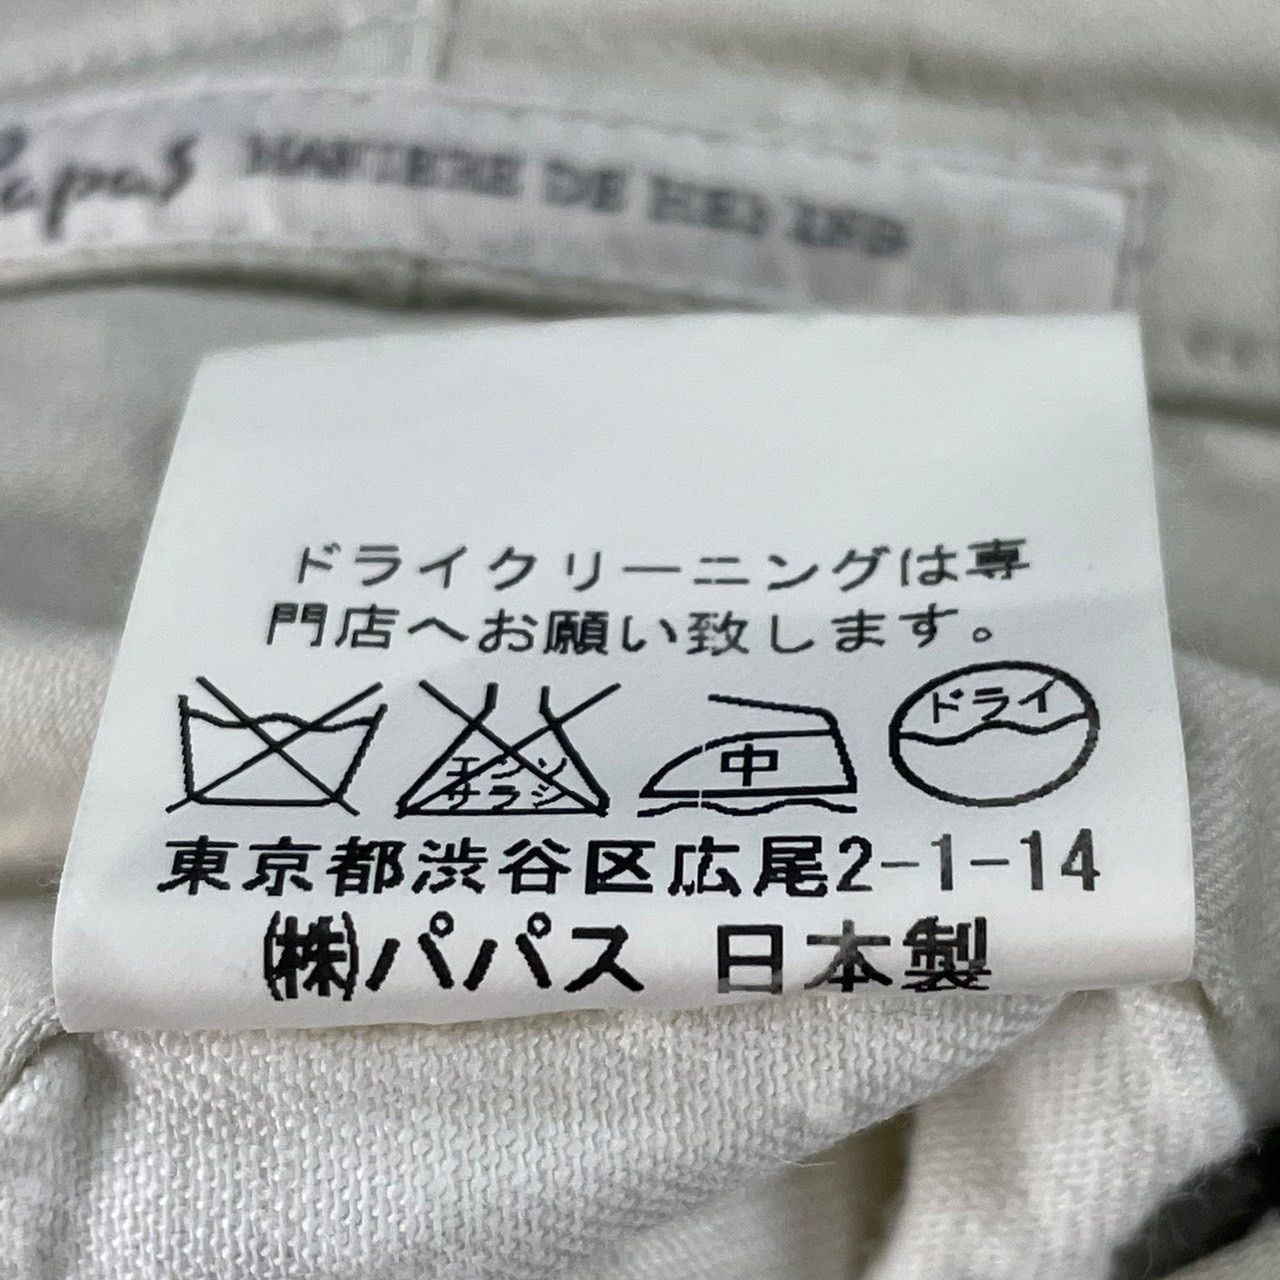 Papas MANIERE DE
ドライクリーニングは専
門店へお願い致します。
エンソ
サラシ
中
ドライ
東京都渋谷区広尾2-1-14
(株)パパス 日本製